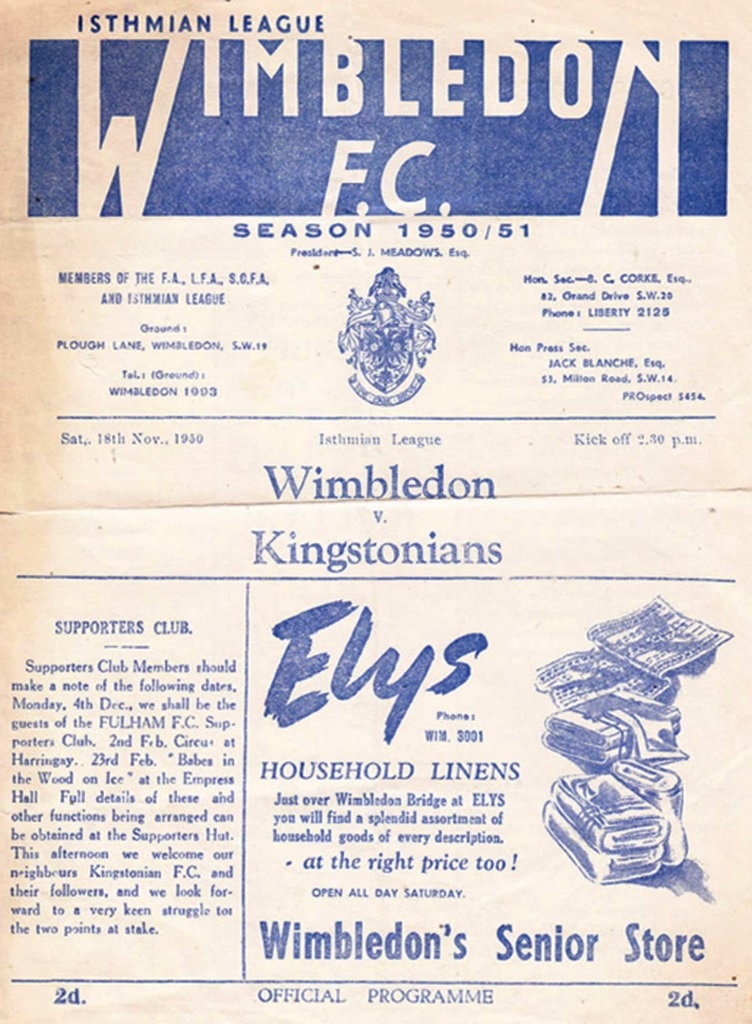 ISTHMIAN LEAGUE
WIMBLEDON
F.C.
SEASON 1950/51
President—S. J. MEADOWS. Esq.
MEMBERS OF THE F.A., L.F.A., S.C.F.A,
AND ISTHMIAN LEAGUE
Ground:
PLOUGH LANE, WIMBLEDON, S.W.19
Tel.: (Ground):
WIMBLEDON 1903
Hon. Sec.—B. C. CORKE, Esq.,
82, Grand Drive S.W.20
Phone: LIBERTY 2125
Hon Press Sec.
JACK BLANCHE, Esq.
53, Milton Road, S.W.14.
PROspect 5454.
Sat,. 18th Nov., 1950
Isthmian League
Kick off 2.30 p.m.
Wimbledon
v.
Kingstonians
SUPPORTERS CLUB.
Supporters Club Members should
make a note of the following dates,
Monday, 4th Dec., we shall be the
guests of the FULHAM F.C. Sup-
porters Club. 2nd Feb. Circus at
Harringay. 23rd Feb. "Babes in
the Wood on Ice" at the Empress
Hall Full details of these and
other functions being arranged can
be obtained at the Supporters Hut.
This afternoon we welcome our
neighbours Kingstonian F.C. and
their followers, and we look for-
ward to a very keen struggle for
the two points at stake.
Elys
Phone:
WIM. 3001
HOUSEHOLD LINENS
Just over Wimbledon Bridge at ELYS
you will find a splendid assortment of
household goods of every description.
- at the right price too!
OPEN ALL DAY SATURDAY.
Wimbledon's Senior Store
2d.
OFFICIAL PROGRAMME
2d.